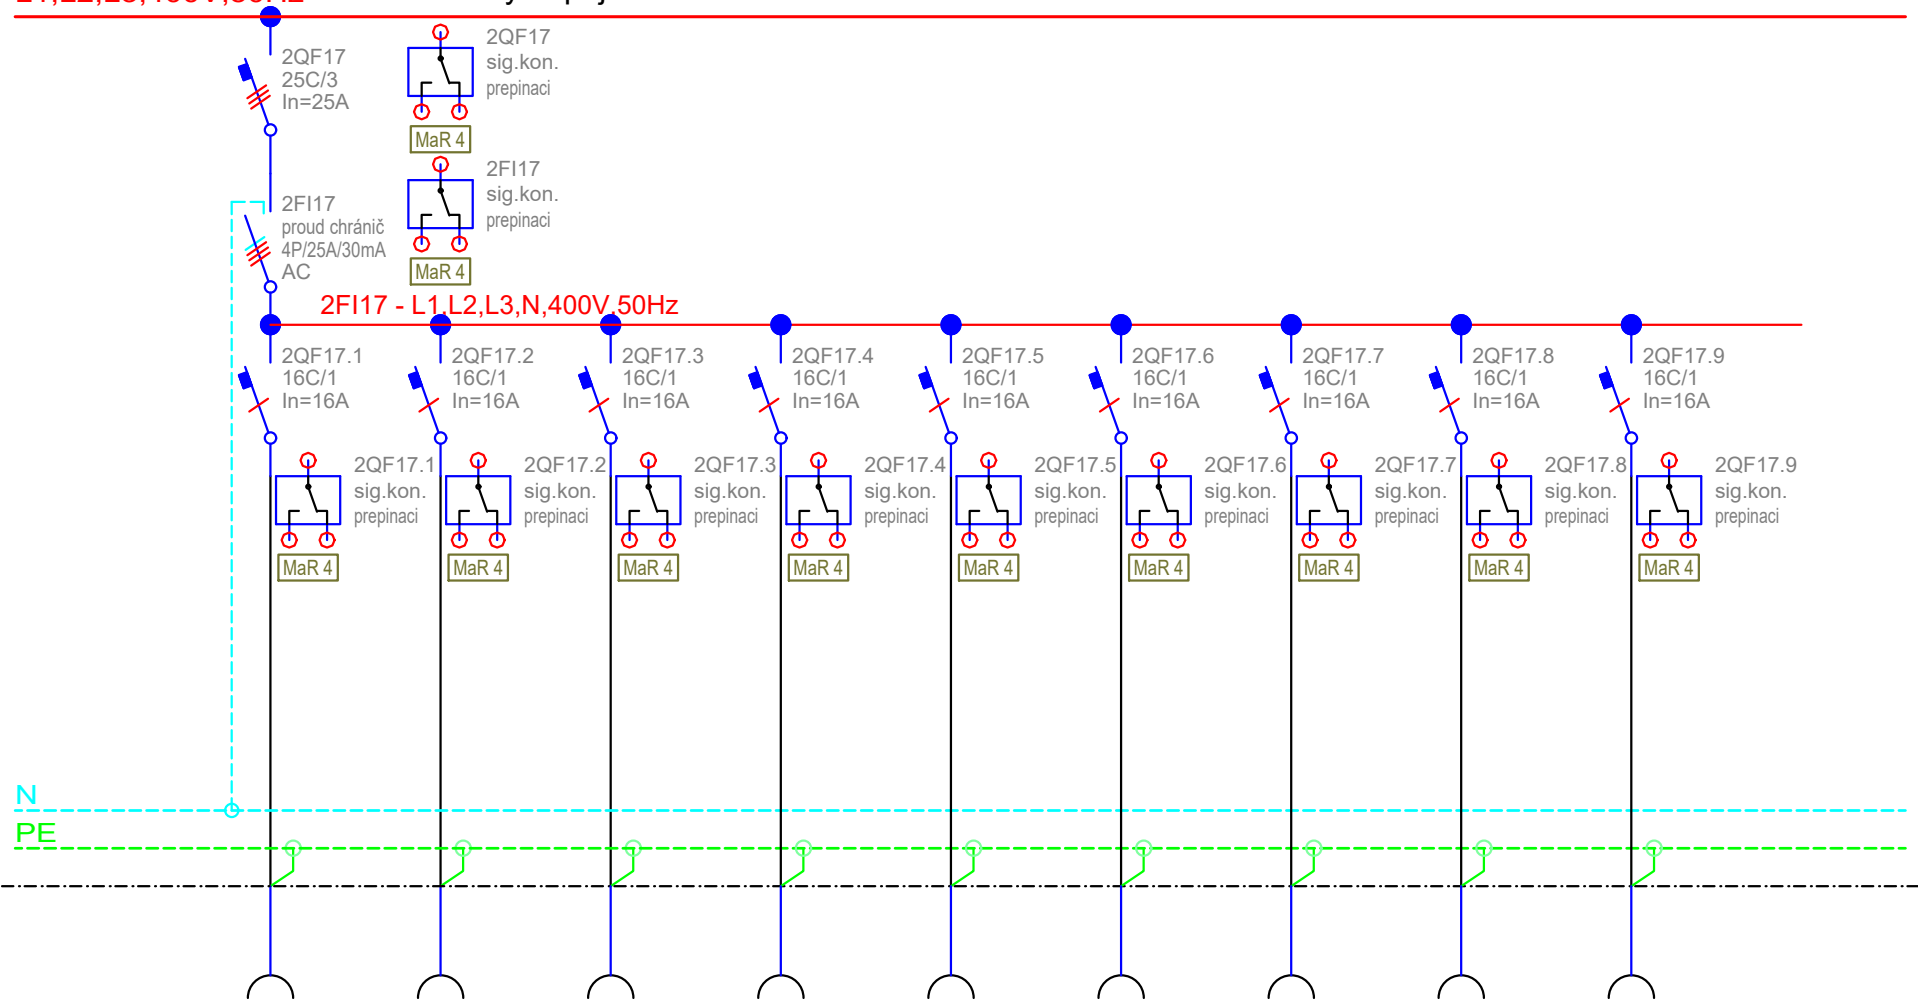 2QF17
25C/3
In=25A
2QF17
sig.kon.
prepinaci
MaR 4
2FI17
proud chránič
4P/25A/30mA
AC
2FI17
sig.kon.
prepinaci
MaR 4
2FI17 - L1,L2,L3,N,400V,50Hz
2QF17.1
16C/1
In=16A
2QF17.2
16C/1
In=16A
2QF17.3
16C/1
In=16A
2QF17.4
16C/1
In=16A
2QF17.5
16C/1
In=16A
2QF17.6
16C/1
In=16A
2QF17.7
16C/1
In=16A
2QF17.8
16C/1
In=16A
2QF17.9
16C/1
In=16A
2QF17.1
sig.kon.
prepinaci
MaR 4
2QF17.2
sig.kon.
prepinaci
MaR 4
2QF17.3
sig.kon.
prepinaci
MaR 4
2QF17.4
sig.kon.
prepinaci
MaR 4
2QF17.5
sig.kon.
prepinaci
MaR 4
2QF17.6
sig.kon.
prepinaci
MaR 4
2QF17.7
sig.kon.
prepinaci
MaR 4
2QF17.8
sig.kon.
prepinaci
MaR 4
2QF17.9
sig.kon.
prepinaci
MaR 4
N
PE